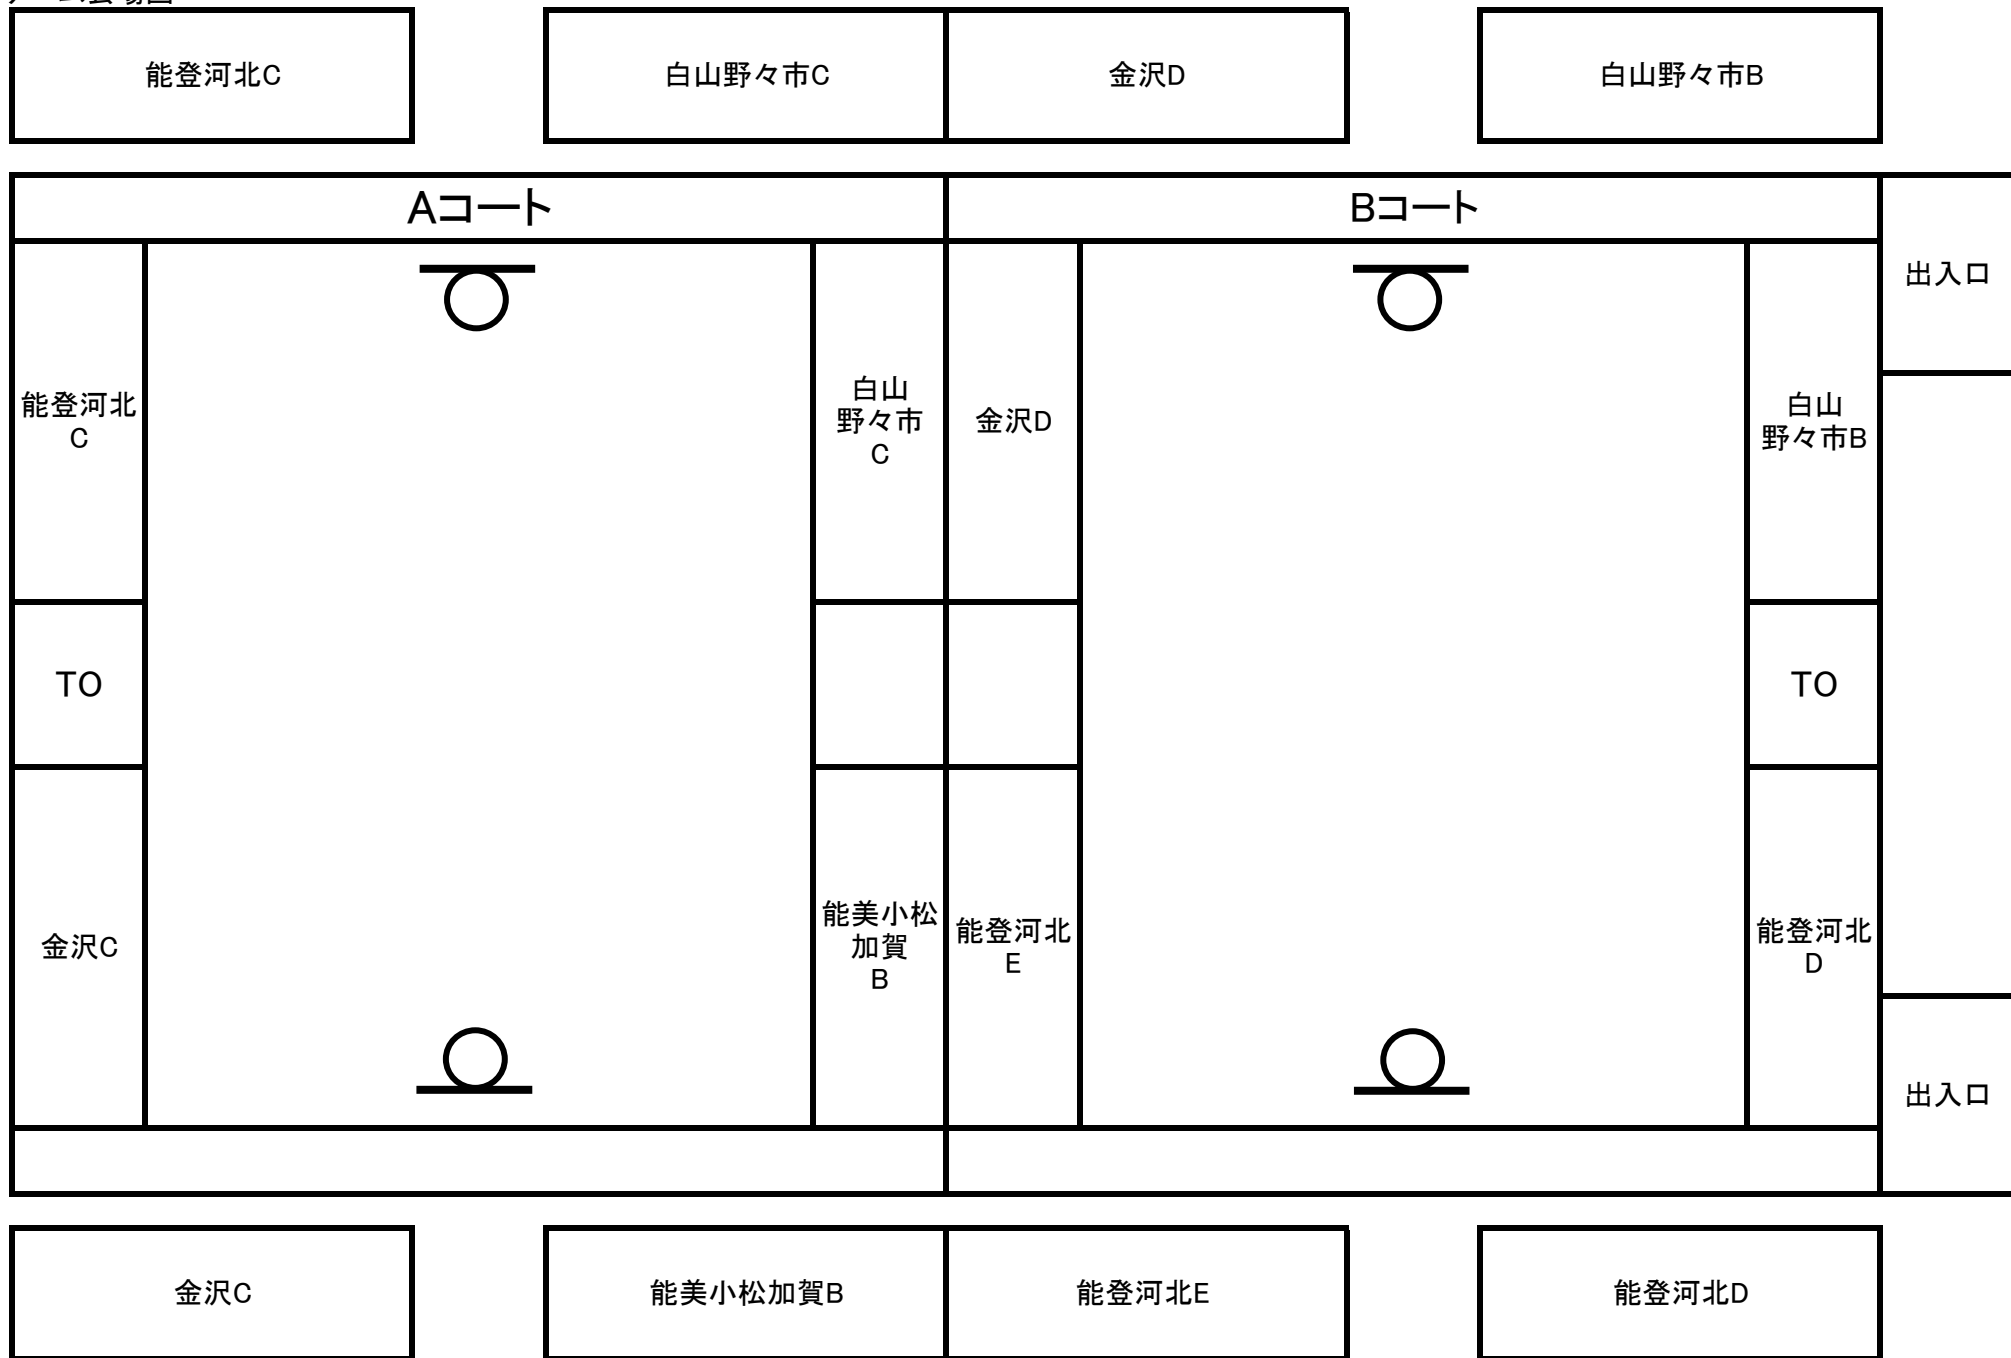 能登河北C
白山野々市C
金沢D
白山野々市B
Aコート
Bコート
出入口
能登河北
C
白山
野々市
C
金沢D
白山
野々市B
TO
TO
金沢C
能美小松
加賀
B
能登河北
E
能登河北
D
出入口
金沢C
能美小松加賀B
能登河北E
能登河北D